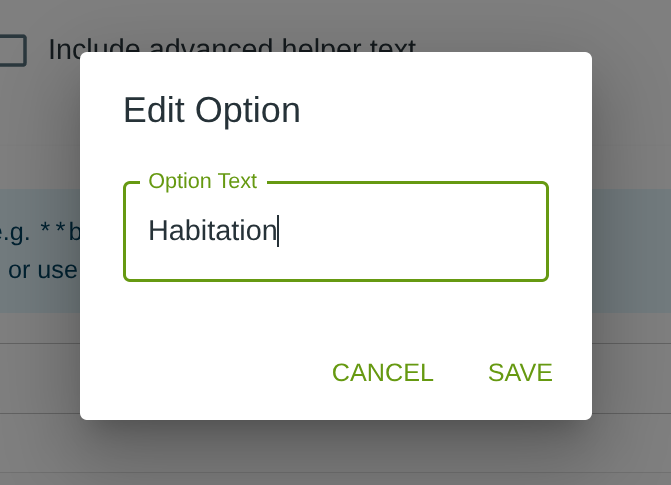 Include advanced helper text
Edit Option
Option Text
Habitation
e.g. **b
or use
CANCEL
SAVE